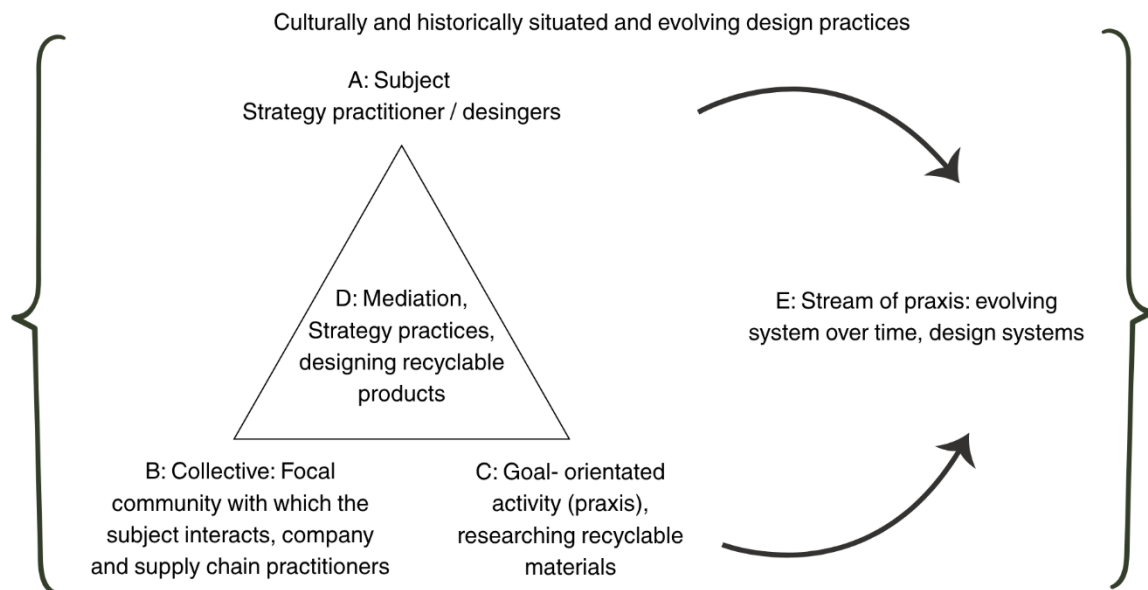 Culturally and historically situated and evolving design practices
A: Subject
Strategy practitioner / desingers
D: Mediation,
Strategy practices,
designing recyclable
products
E: Stream of praxis: evolving
system over time, design systems
B: Collective: Focal
community with which the
subject interacts, company
and supply chain practitioners
C: Goal- orientated
activity (praxis),
researching recyclable
materials